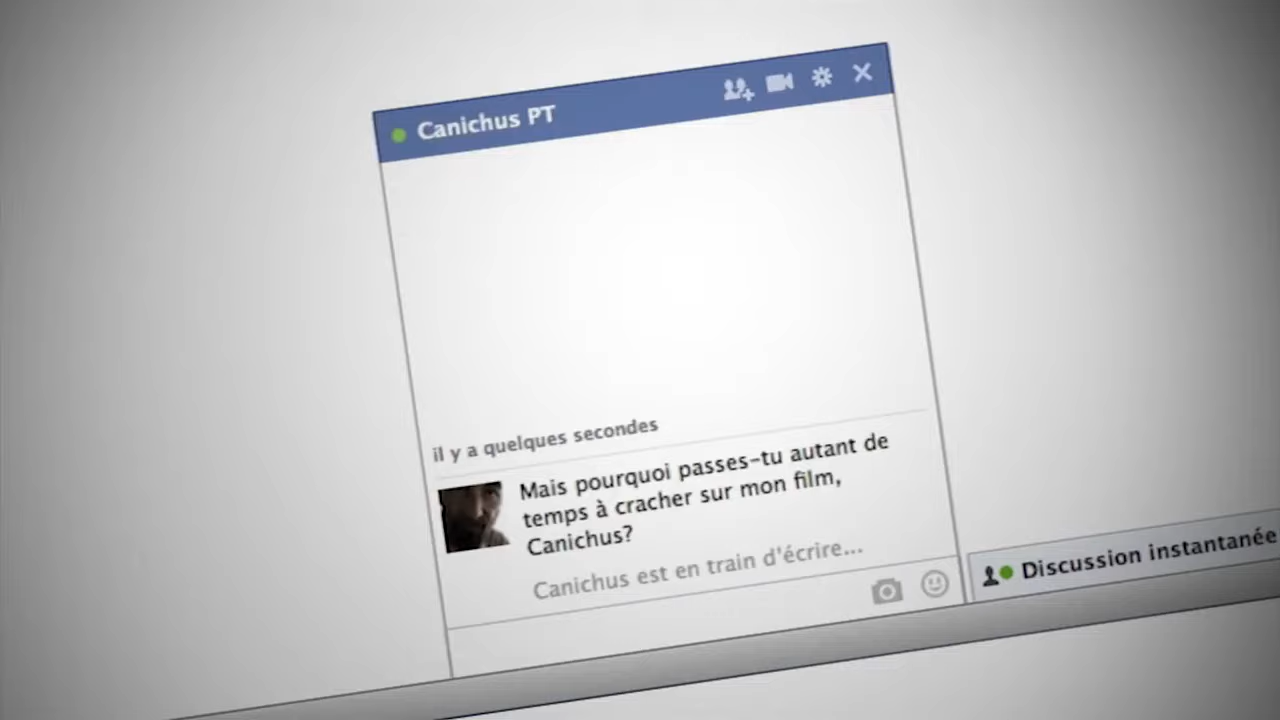 Canichus PT
il y a quelques secondes
Mais pourquoi passes-tu autant de
temps à cracher sur mon film,
Canichus?
Canichus est en train d'écrire...
Discussion instantanée